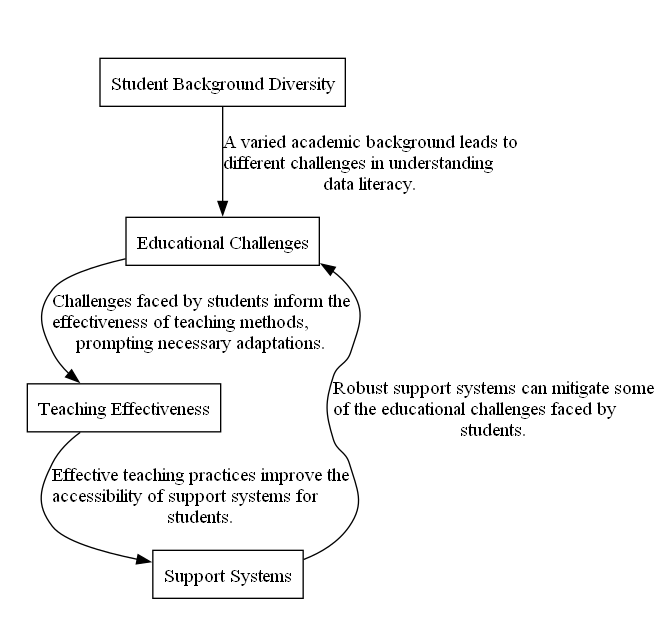 Student Background Diversity
A varied academic background leads to
different challenges in understanding
data literacy.
Educational Challenges
Challenges faced by students inform the
effectiveness of teaching methods,
prompting necessary adaptations.
Teaching Effectiveness
Robust support systems can mitigate some
of the educational challenges faced by
students.
Effective teaching practices improve the
accessibility of support systems for
students.
Support Systems